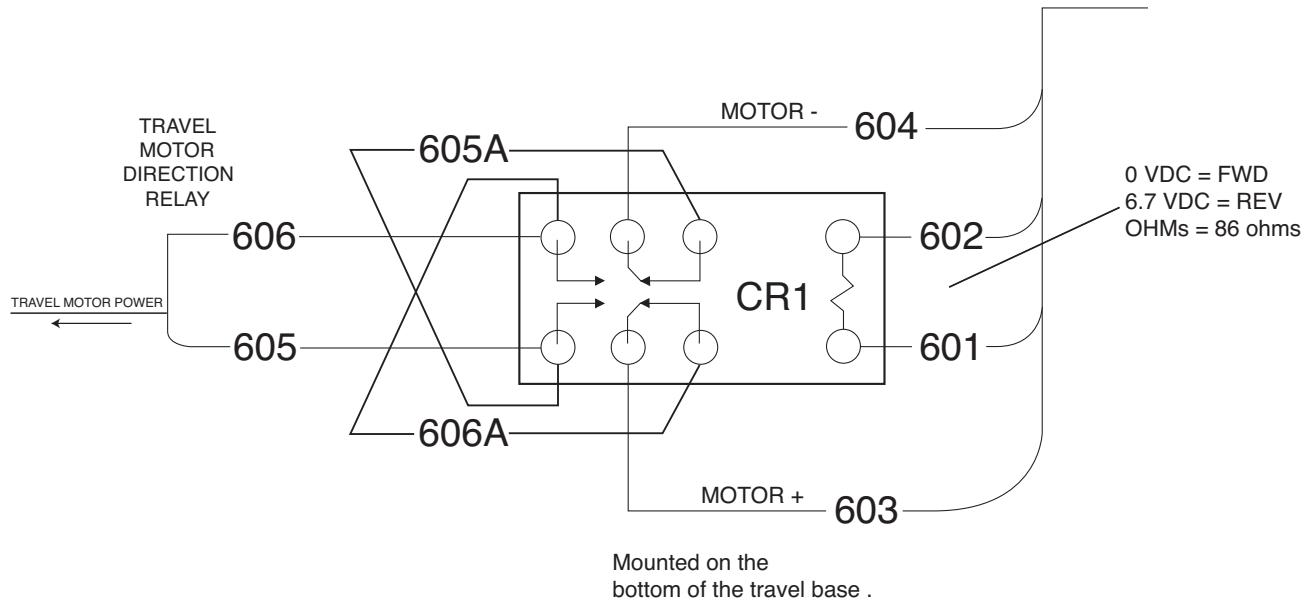 MOTOR -
604
TRAVEL
MOTOR
DIRECTION
RELAY
605A
0 VDC = FWD
6.7 VDC = REV
OHMs = 86 ohms
606
602
CR1
TRAVEL MOTOR POWER
605
601
606A
MOTOR +
603
Mounted on the
bottom of the travel base .